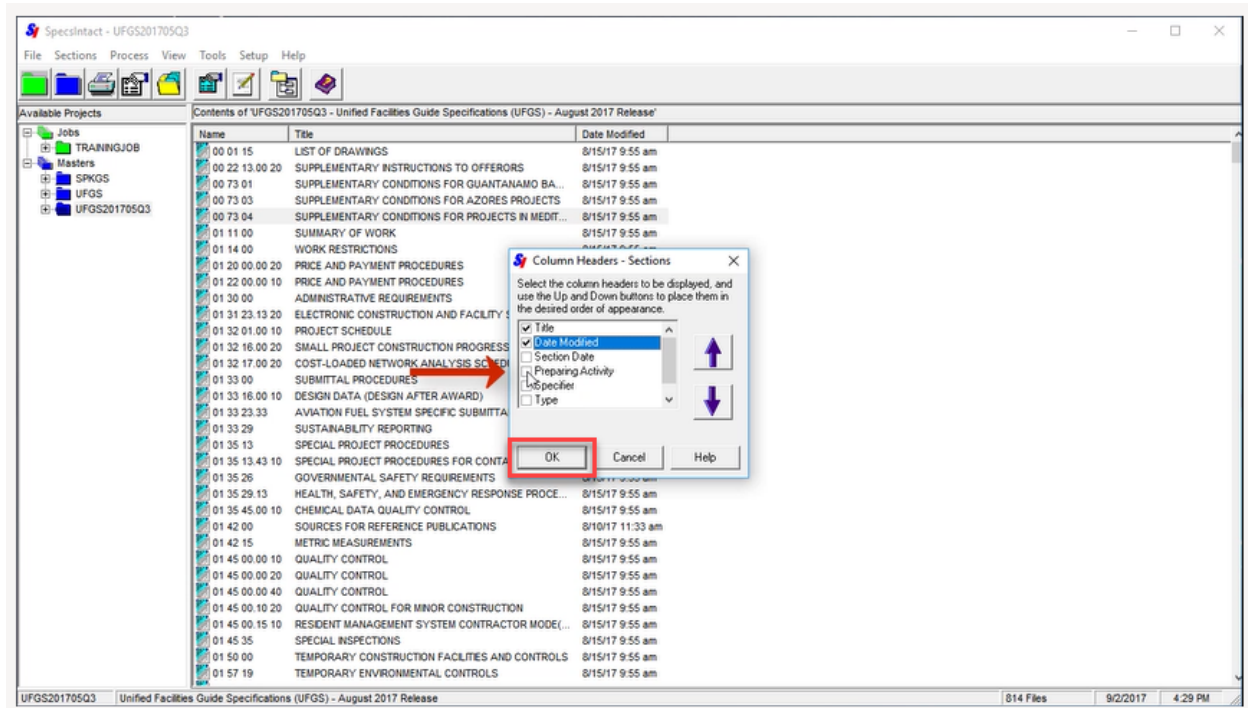 SpecsIntact - UFGS201705Q3
File Sections Process View Tools Setup Help
Available Projects
Contents of 'UFGS201705Q3 - Unified Facilities Guide Specifications (UFGS) - August 2017 Release'
Jobs
TRAININGJOB
Masters
SPKGS
UFGS
UFGS201705Q3
Name Title Date Modified
00 01 15 LIST OF DRAWINGS 8/15/17 9:55 am
00 22 13.00 20 SUPPLEMENTARY INSTRUCTIONS TO OFFERORS 8/15/17 9:55 am
00 73 01 SUPPLEMENTARY CONDITIONS FOR GUANTANAMO BA... 8/15/17 9:55 am
00 73 03 SUPPLEMENTARY CONDITIONS FOR AZORES PROJECTS 8/15/17 9:55 am
00 73 04 SUPPLEMENTARY CONDITIONS FOR PROJECTS IN MEDIT... 8/15/17 9:55 am
01 11 00 SUMMARY OF WORK 8/15/17 9:55 am
01 14 00 WORK RESTRICTIONS
01 20 00.00 20 PRICE AND PAYMENT PROCEDURES
01 22 00.00 10 PRICE AND PAYMENT PROCEDURES
01 30 00 ADMINISTRATIVE REQUIREMENTS
01 31 23.13 20 ELECTRONIC CONSTRUCTION AND FACILITY
01 32 01.00 10 PROJECT SCHEDULE
01 32 16.00 20 SMALL PROJECT CONSTRUCTION PROGRESS
01 32 17.00 20 COST-LOADED NETWORK ANALYSIS
01 33 00 SUBMITTAL PROCEDURES
01 33 16.00 10 DESIGN DATA (DESIGN AFTER AWARD)
01 33 23.33 AVIATION FUEL SYSTEM SPECIFIC SUBMITTA
01 33 29 SUSTAINABILITY REPORTING
01 35 13 SPECIAL PROJECT PROCEDURES
01 35 13.43 10 SPECIAL PROJECT PROCEDURES FOR CONTA
01 35 26 GOVERNMENTAL SAFETY REQUIREMENTS
01 35 29.13 HEALTH, SAFETY, AND EMERGENCY RESPONSE PROCE... 8/15/17 9:55 am
01 35 45.00 10 CHEMICAL DATA QUALITY CONTROL 8/15/17 9:55 am
01 42 00 SOURCES FOR REFERENCE PUBLICATIONS 8/10/17 11:33 am
01 42 15 METRIC MEASUREMENTS 8/15/17 9:55 am
01 45 00.00 10 QUALITY CONTROL 8/15/17 9:55 am
01 45 00.00 20 QUALITY CONTROL 8/15/17 9:55 am
01 45 00.00 40 QUALITY CONTROL 8/15/17 9:55 am
01 45 00.10 20 QUALITY CONTROL FOR MINOR CONSTRUCTION 8/15/17 9:55 am
01 45 00.15 10 RESIDENT MANAGEMENT SYSTEM CONTRACTOR MODE(... 8/15/17 9:55 am
01 45 35 SPECIAL INSPECTIONS 8/15/17 9:55 am
01 50 00 TEMPORARY CONSTRUCTION FACILITIES AND CONTROLS 8/15/17 9:55 am
01 57 19 TEMPORARY ENVIRONMENTAL CONTROLS 8/15/17 9:55 am
Column Headers - Sections
Select the column headers to be displayed, and
use the Up and Down buttons to place them in
the desired order of appearance.
Title
Date Modified
Section Date
Preparing Activity
Specifier
Type
OK Cancel Help
UFGS201705Q3 Unified Facilities Guide Specifications (UFGS) - August 2017 Release 814 Files 9/2/2017 4:29 PM